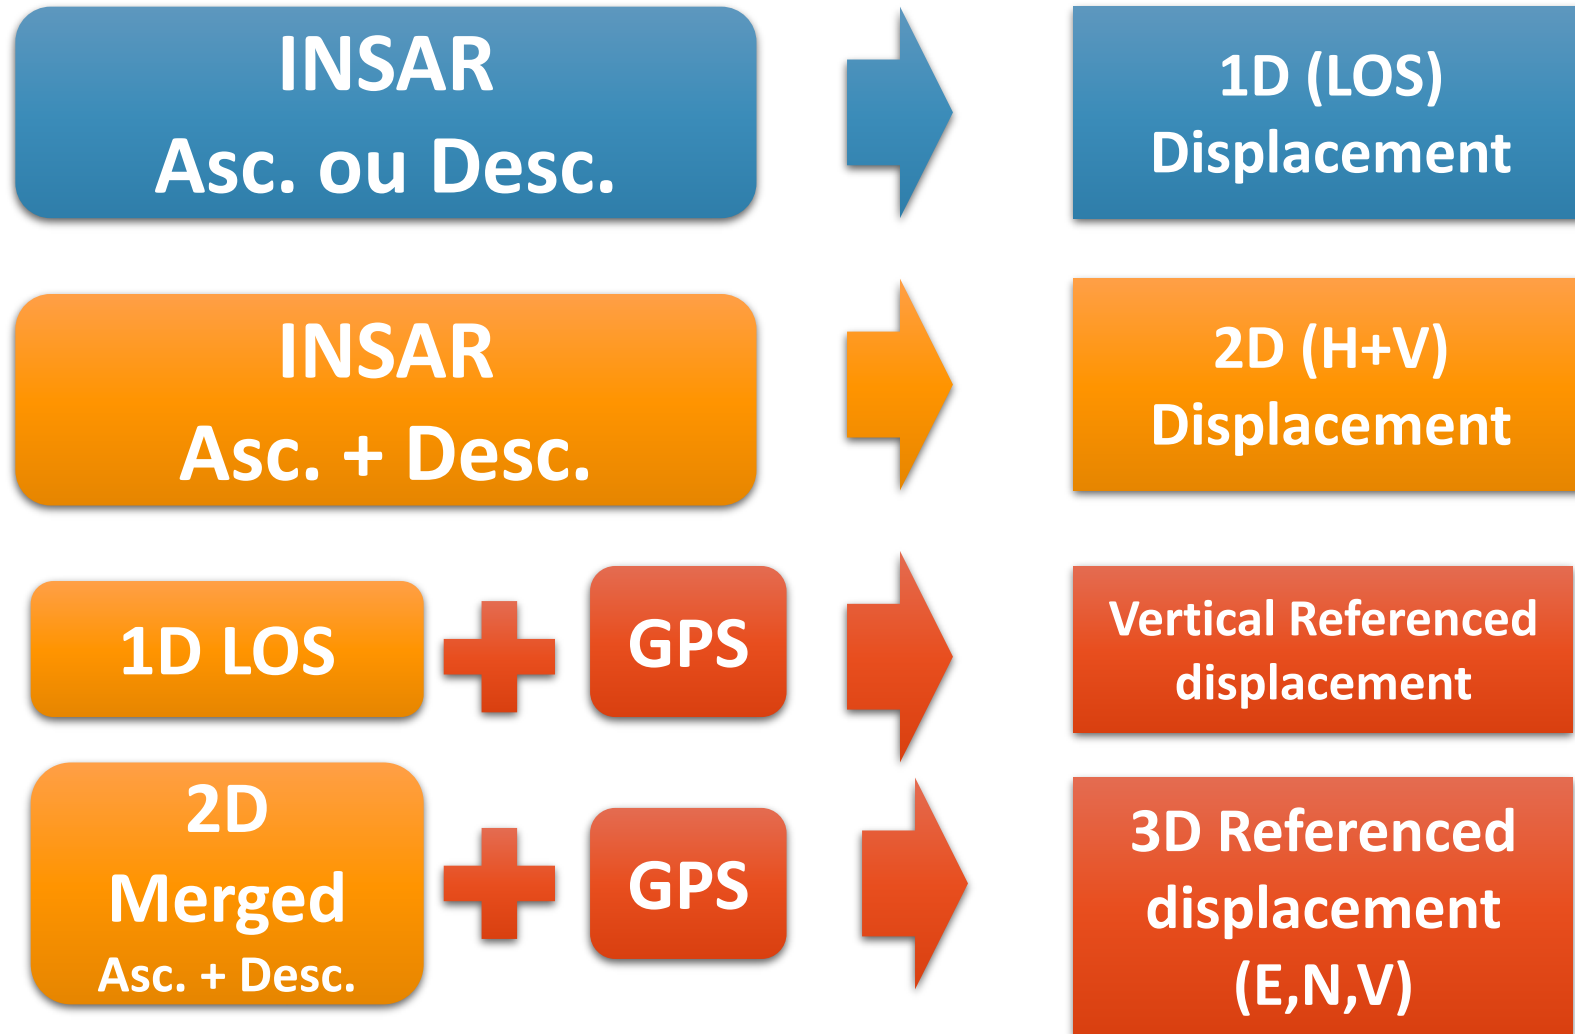 INSAR
Asc. ou Desc.
1D (LOS)
Displacement
INSAR
Asc. + Desc.
2D (H+V)
Displacement
1D LOS
GPS
Vertical Referenced
displacement
2D
Merged
Asc. + Desc.
GPS
3D Referenced
displacement
(E,N,V)